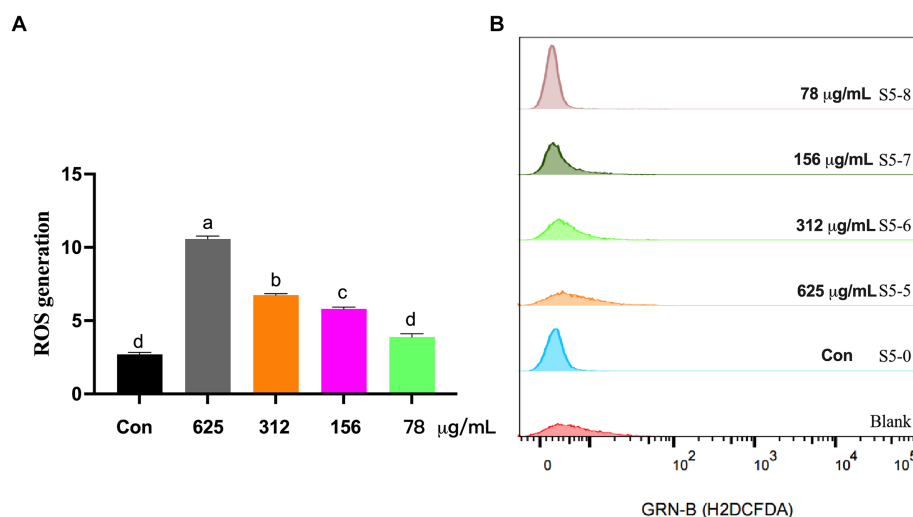 A
ROS generation
15
10
5
0
d
a
b
c
d
Con 625 312 156 78 µg/mL
B
78 µg/mL S5-8
156 µg/mL S5-7
312 µg/mL S5-6
625 µg/mL S5-5
Con S5-0
Blank
0 10² 10³ 10⁴ 10⁵
GRN-B (H2DCFDA)